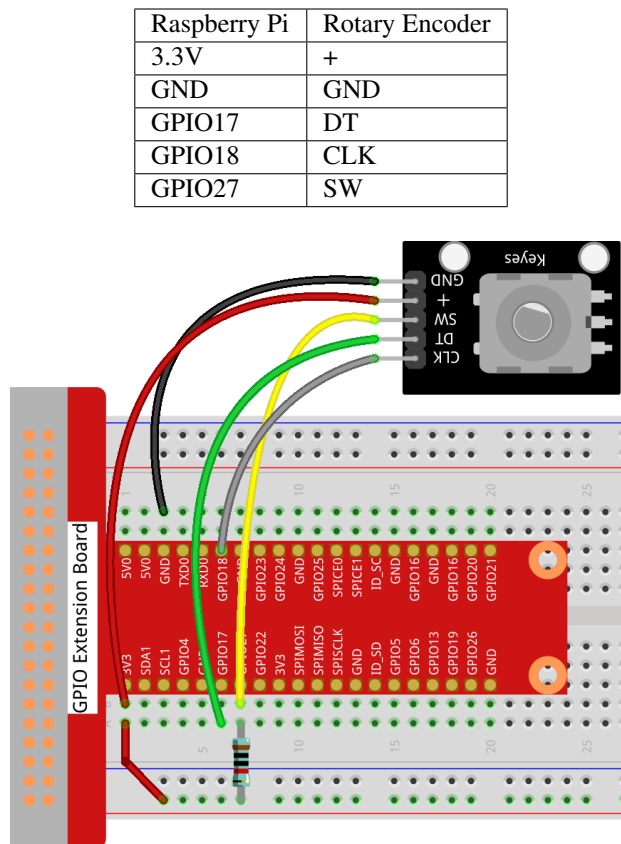 Raspberry Pi Rotary Encoder
3.3V +
GND GND
GPIO17 DT
GPIO18 CLK
GPIO27 SW
Keyes
GND
+
SW
DT
CLK
GPIO Extension Board
1 10 15 20 25
5V0
5V0
GND
TXD0
RXD0
GPIO18
GPIO23
GPIO24
GND
GPIO25
SPICE0
SPICE1
ID_SC
GND
GPIO16
GND
GPIO16
GPIO20
GPIO21
3V3
SDA1
SCL1
GPIO4
GPIO17
GPIO22
3V3
SPIMOSI
SPIMISO
SPISCLK
GND
ID_SD
GPIO5
GPIO6
GPIO13
GPIO19
GPIO26
GND
B
A
5 10 15 20 25